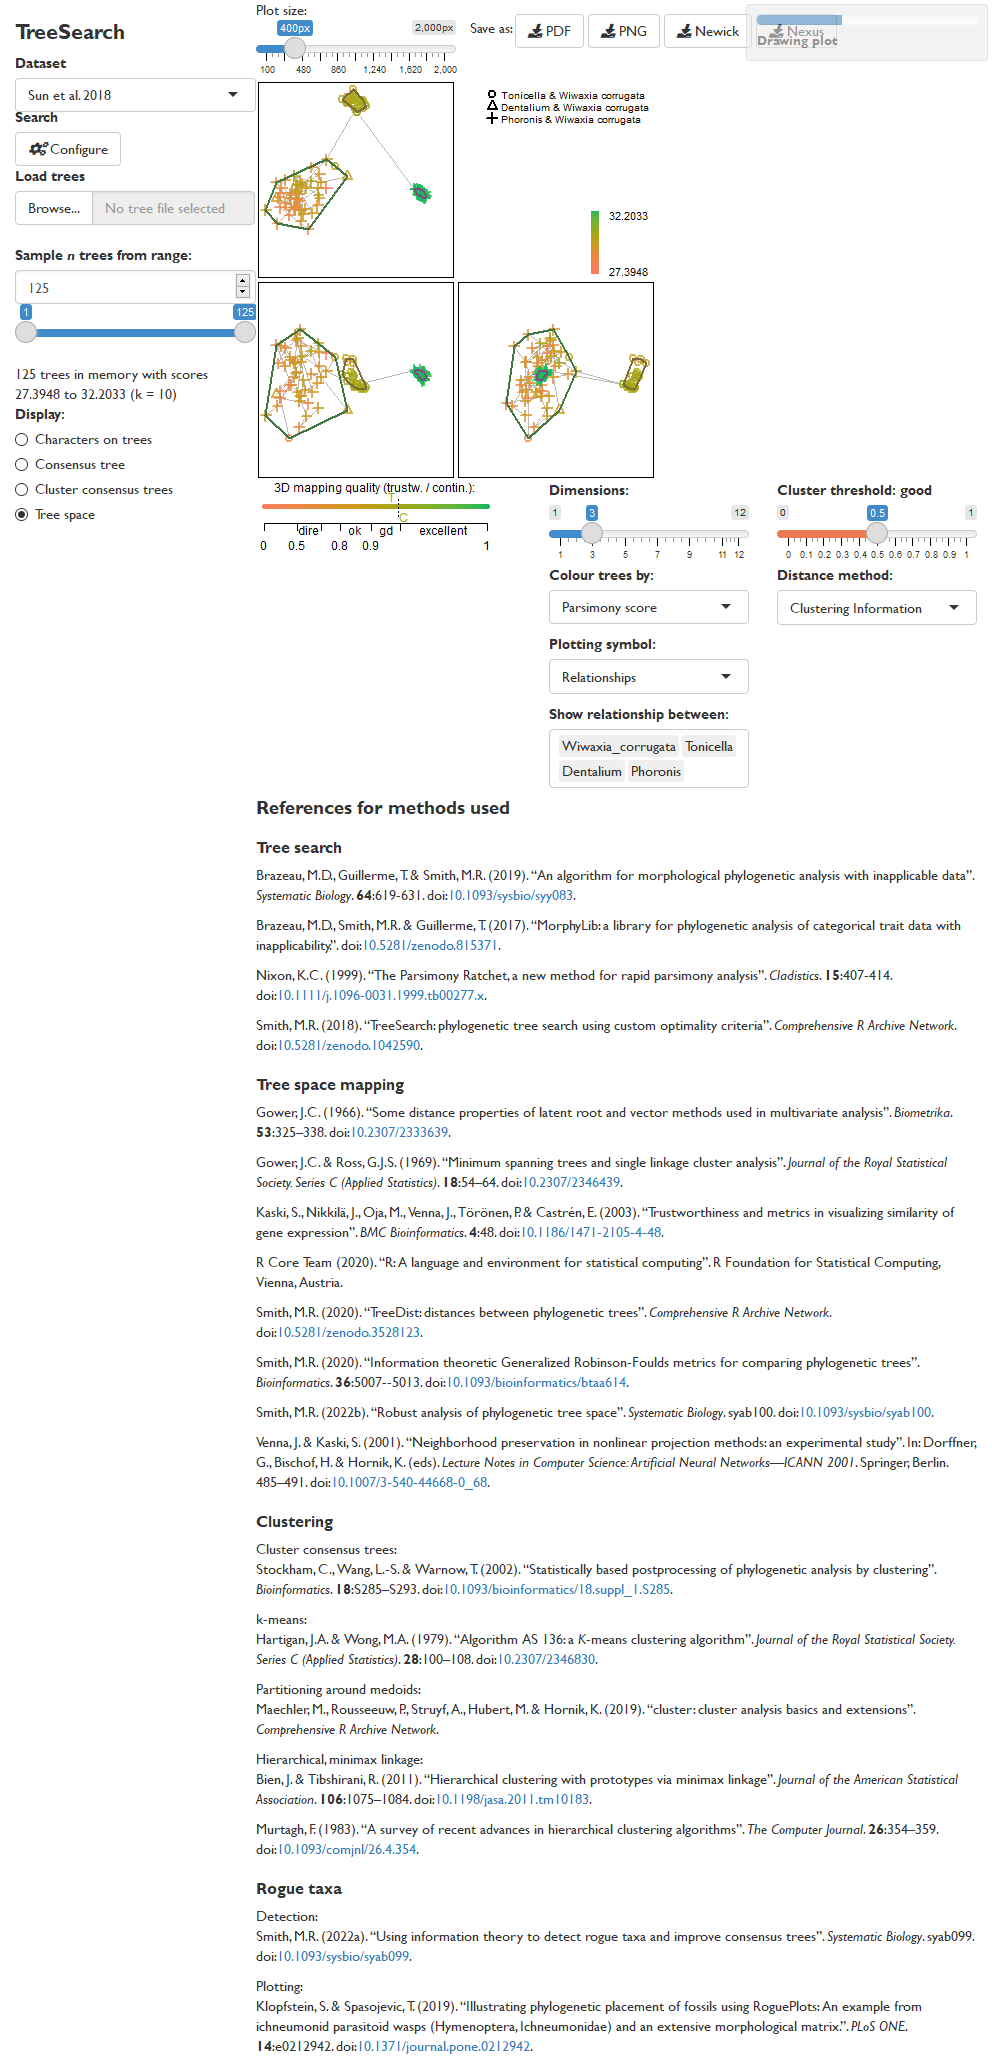 TreeSearch
Dataset
Sun et al. 2018
Search
Configure
Load trees
Browse... No tree file selected
Sample n trees from range:
125
1 125
125 trees in memory with scores
27.3948 to 32.2033 (k = 10)
Display:
Characters on trees
Consensus tree
Cluster consensus trees
Tree space
Plot size:
400px 2,000px
100 480 860 1,240 1,620 2,000
Save as: PDF PNG Newick Nexus
Drawing plot
Tonicella & Wiwaxia corrugata
Dentalium & Wiwaxia corrugata
Phoronis & Wiwaxia corrugata
32.2033
27.3948
3D mapping quality (trustw. / contin.):
T
C
dire ok gd excellent
0 0.5 0.8 0.9 1
Dimensions:
1 3 12
1 3 5 7 9 11 12
Colour trees by:
Parsimony score
Plotting symbol:
Relationships
Show relationship between:
Wiwaxia_corrugata Tonicella
Dentalium Phoronis
Cluster threshold: good
0 0.5 1
0 0.1 0.2 0.3 0.4 0.5 0.6 0.7 0.8 0.9 1
Distance method:
Clustering Information
References for methods used
Tree search
Brazeau, M.D., Guillerme, T. & Smith, M.R. (2019). “An algorithm for morphological phylogenetic analysis with inapplicable data”.
Systematic Biology. 64:619-631. doi:10.1093/sysbio/syy083.
Brazeau, M.D., Smith, M.R. & Guillerme, T. (2017). “MorphyLib: a library for phylogenetic analysis of categorical trait data with
inapplicability.”. doi:10.5281/zenodo.815371.
Nixon, K.C. (1999). “The Parsimony Ratchet, a new method for rapid parsimony analysis”. Cladistics. 15:407-414.
doi:10.1111/j.1096-0031.1999.tb00277.x.
Smith, M.R. (2018). “TreeSearch: phylogenetic tree search using custom optimality criteria”. Comprehensive R Archive Network.
doi:10.5281/zenodo.1042590.
Tree space mapping
Gower, J.C. (1966). “Some distance properties of latent root and vector methods used in multivariate analysis”. Biometrika.
53:325–338. doi:10.2307/2333639.
Gower, J.C. & Ross, G.J.S. (1969). “Minimum spanning trees and single linkage cluster analysis”. Journal of the Royal Statistical
Society. Series C (Applied Statistics). 18:54–64. doi:10.2307/2346439.
Kaski, S., Nikkilä, J., Oja, M., Venna, J., Törönen, P. & Castrén, E. (2003). “Trustworthiness and metrics in visualizing similarity of
gene expression”. BMC Bioinformatics. 4:48. doi:10.1186/1471-2105-4-48.
R Core Team (2020). “R: A language and environment for statistical computing”. R Foundation for Statistical Computing,
Vienna, Austria.
Smith, M.R. (2020). “TreeDist: distances between phylogenetic trees”. Comprehensive R Archive Network.
doi:10.5281/zenodo.3528123.
Smith, M.R. (2020). “Information theoretic Generalized Robinson-Foulds metrics for comparing phylogenetic trees”.
Bioinformatics. 36:5007--5013. doi:10.1093/bioinformatics/btaa614.
Smith, M.R. (2022b). “Robust analysis of phylogenetic tree space”. Systematic Biology. syab100. doi:10.1093/sysbio/syab100.
Venna, J. & Kaski, S. (2001). “Neighborhood preservation in nonlinear projection methods: an experimental study”. In: Dorffner,
G., Bischof, H. & Hornik, K. (eds). Lecture Notes in Computer Science: Artificial Neural Networks—ICANN 2001. Springer, Berlin.
485–491. doi:10.1007/3-540-44668-0_68.
Clustering
Cluster consensus trees:
Stockham, C., Wang, L.-S. & Warnow, T. (2002). “Statistically based postprocessing of phylogenetic analysis by clustering”.
Bioinformatics. 18:S285–S293. doi:10.1093/bioinformatics/18.suppl_1.S285.
k-means:
Hartigan, J.A. & Wong, M.A. (1979). “Algorithm AS 136: a K-means clustering algorithm”. Journal of the Royal Statistical Society.
Series C (Applied Statistics). 28:100–108. doi:10.2307/2346830.
Partitioning around medoids:
Maechler, M., Rousseeuw, P., Struyf, A., Hubert, M. & Hornik, K. (2019). “cluster: cluster analysis basics and extensions”.
Comprehensive R Archive Network.
Hierarchical, minimax linkage:
Bien, J. & Tibshirani, R. (2011). “Hierarchical clustering with prototypes via minimax linkage”. Journal of the American Statistical
Association. 106:1075–1084. doi:10.1198/jasa.2011.tm10183.
Murtagh, F. (1983). “A survey of recent advances in hierarchical clustering algorithms”. The Computer Journal. 26:354–359.
doi:10.1093/comjnl/26.4.354.
Rogue taxa
Detection:
Smith, M.R. (2022a). “Using information theory to detect rogue taxa and improve consensus trees”. Systematic Biology. syab099.
doi:10.1093/sysbio/syab099.
Plotting:
Klopfstein, S. & Spasojevic, T. (2019). “Illustrating phylogenetic placement of fossils using RoguePlots: An example from
ichneumonid parasitoid wasps (Hymenoptera, Ichneumonidae) and an extensive morphological matrix.”. PLoS ONE.
14:e0212942. doi:10.1371/journal.pone.0212942.